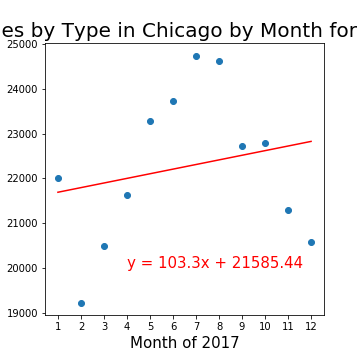 es by Type in Chicago by Month for
25000
24000
23000
22000
21000
20000
19000
y = 103.3x + 21585.44
1 2 3 4 5 6 7 8 9 10 11 12
Month of 2017